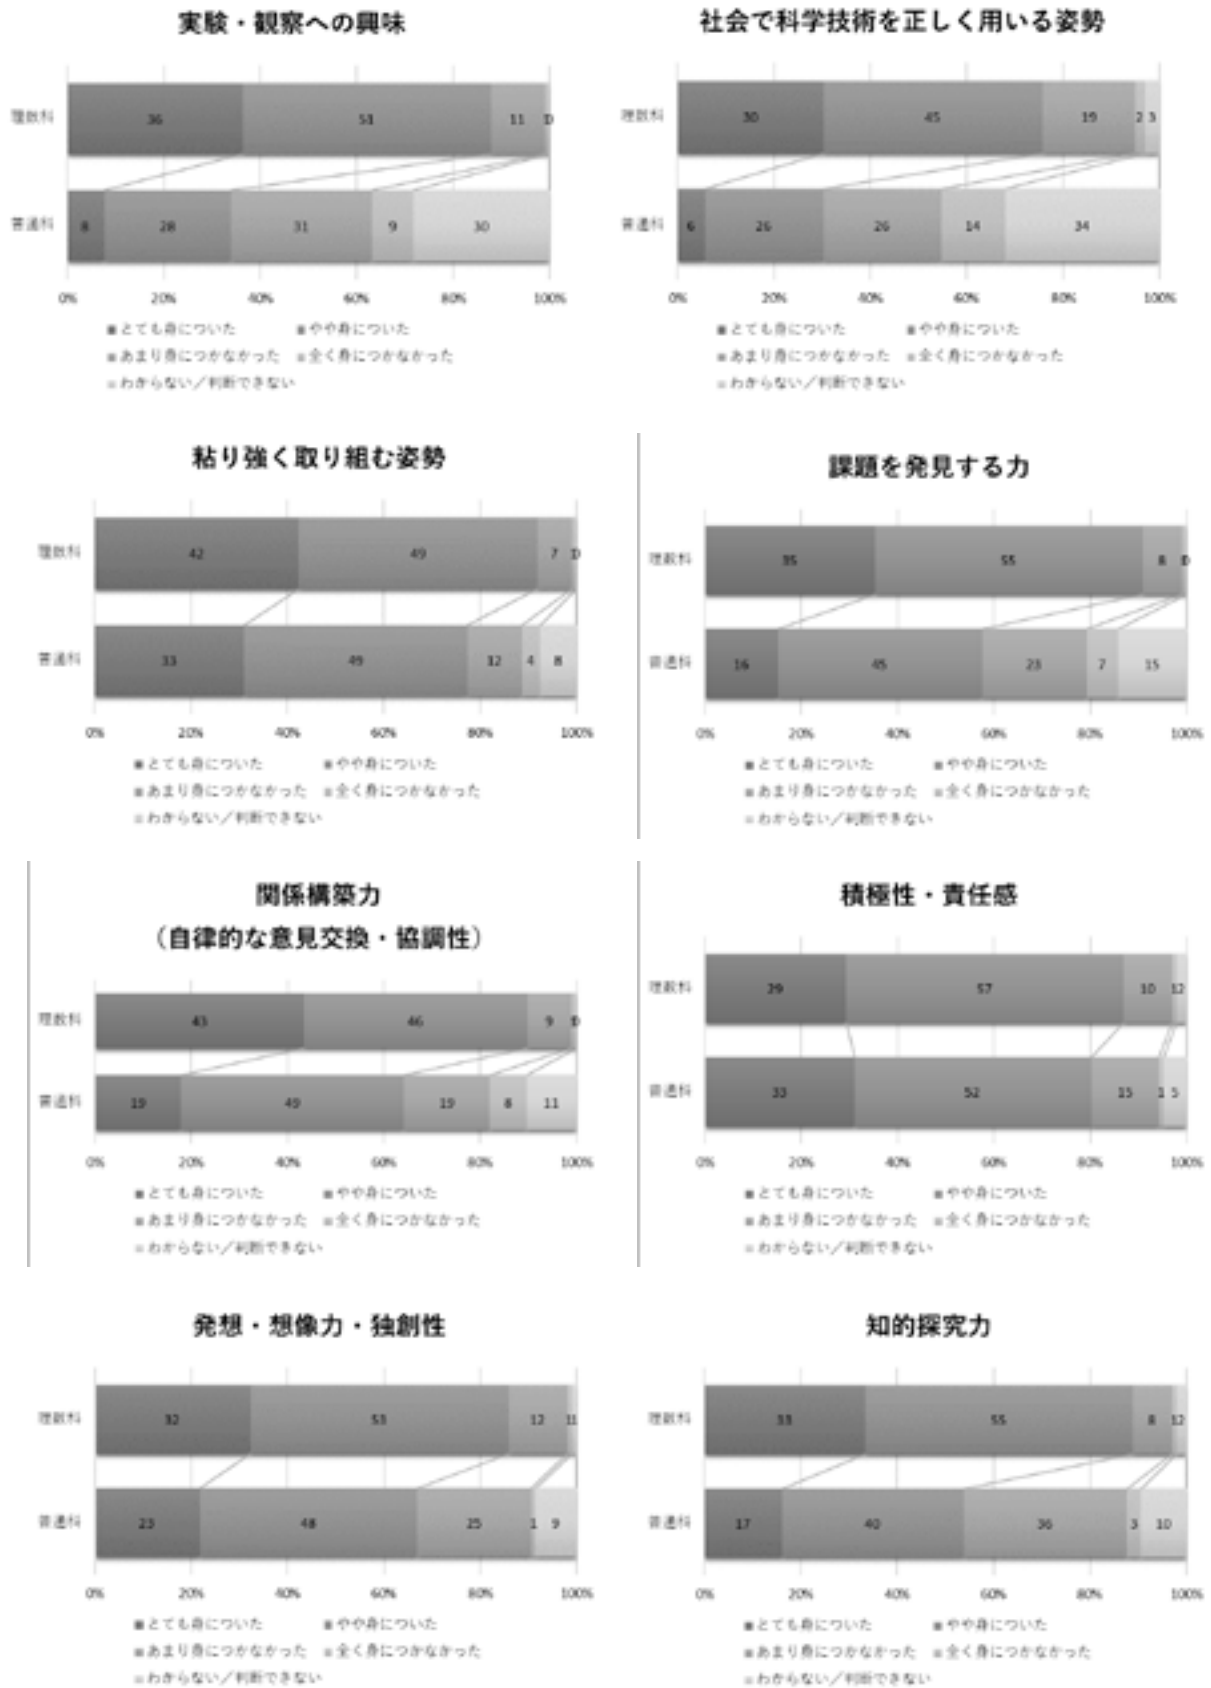 実験・観察への興味
理数科 36 51 11 1 0
普通科 8 28 31 9 30
0% 20% 40% 60% 80% 100%
■とても身についた ■やや身についた
■あまり身につかなかった ■全く身につかなかった
■わからない／判断できない
社会で科学技術を正しく用いる姿勢
理数科 30 45 19 2 3
普通科 6 26 26 14 34
0% 20% 40% 60% 80% 100%
■とても身についた ■やや身についた
■あまり身につかなかった ■全く身につかなかった
■わからない／判断できない
粘り強く取り組む姿勢
理数科 42 49 7 1 0
普通科 33 49 12 4 8
0% 20% 40% 60% 80% 100%
■とても身についた ■やや身についた
■あまり身につかなかった ■全く身につかなかった
■わからない／判断できない
課題を発見する力
理数科 35 55 8 0
普通科 16 45 23 7 15
0% 20% 40% 60% 80% 100%
■とても身についた ■やや身についた
■あまり身につかなかった ■全く身につかなかった
■わからない／判断できない
関係構築力
（自律的な意見交換・協調性）
理数科 43 46 9 0
普通科 19 49 19 8 11
0% 20% 40% 60% 80% 100%
■とても身についた ■やや身についた
■あまり身につかなかった ■全く身につかなかった
■わからない／判断できない
積極性・責任感
理数科 29 57 10 1 2
普通科 33 52 15 1 5
0% 20% 40% 60% 80% 100%
■とても身についた ■やや身についた
■あまり身につかなかった ■全く身につかなかった
■わからない／判断できない
発想・想像力・独創性
理数科 32 53 12 1 1
普通科 23 48 25 1 9
0% 20% 40% 60% 80% 100%
■とても身についた ■やや身についた
■あまり身につかなかった ■全く身につかなかった
■わからない／判断できない
知的探究力
理数科 33 55 8 1 2
普通科 17 40 36 3 10
0% 20% 40% 60% 80% 100%
■とても身についた ■やや身についた
■あまり身につかなかった ■全く身につかなかった
■わからない／判断できない